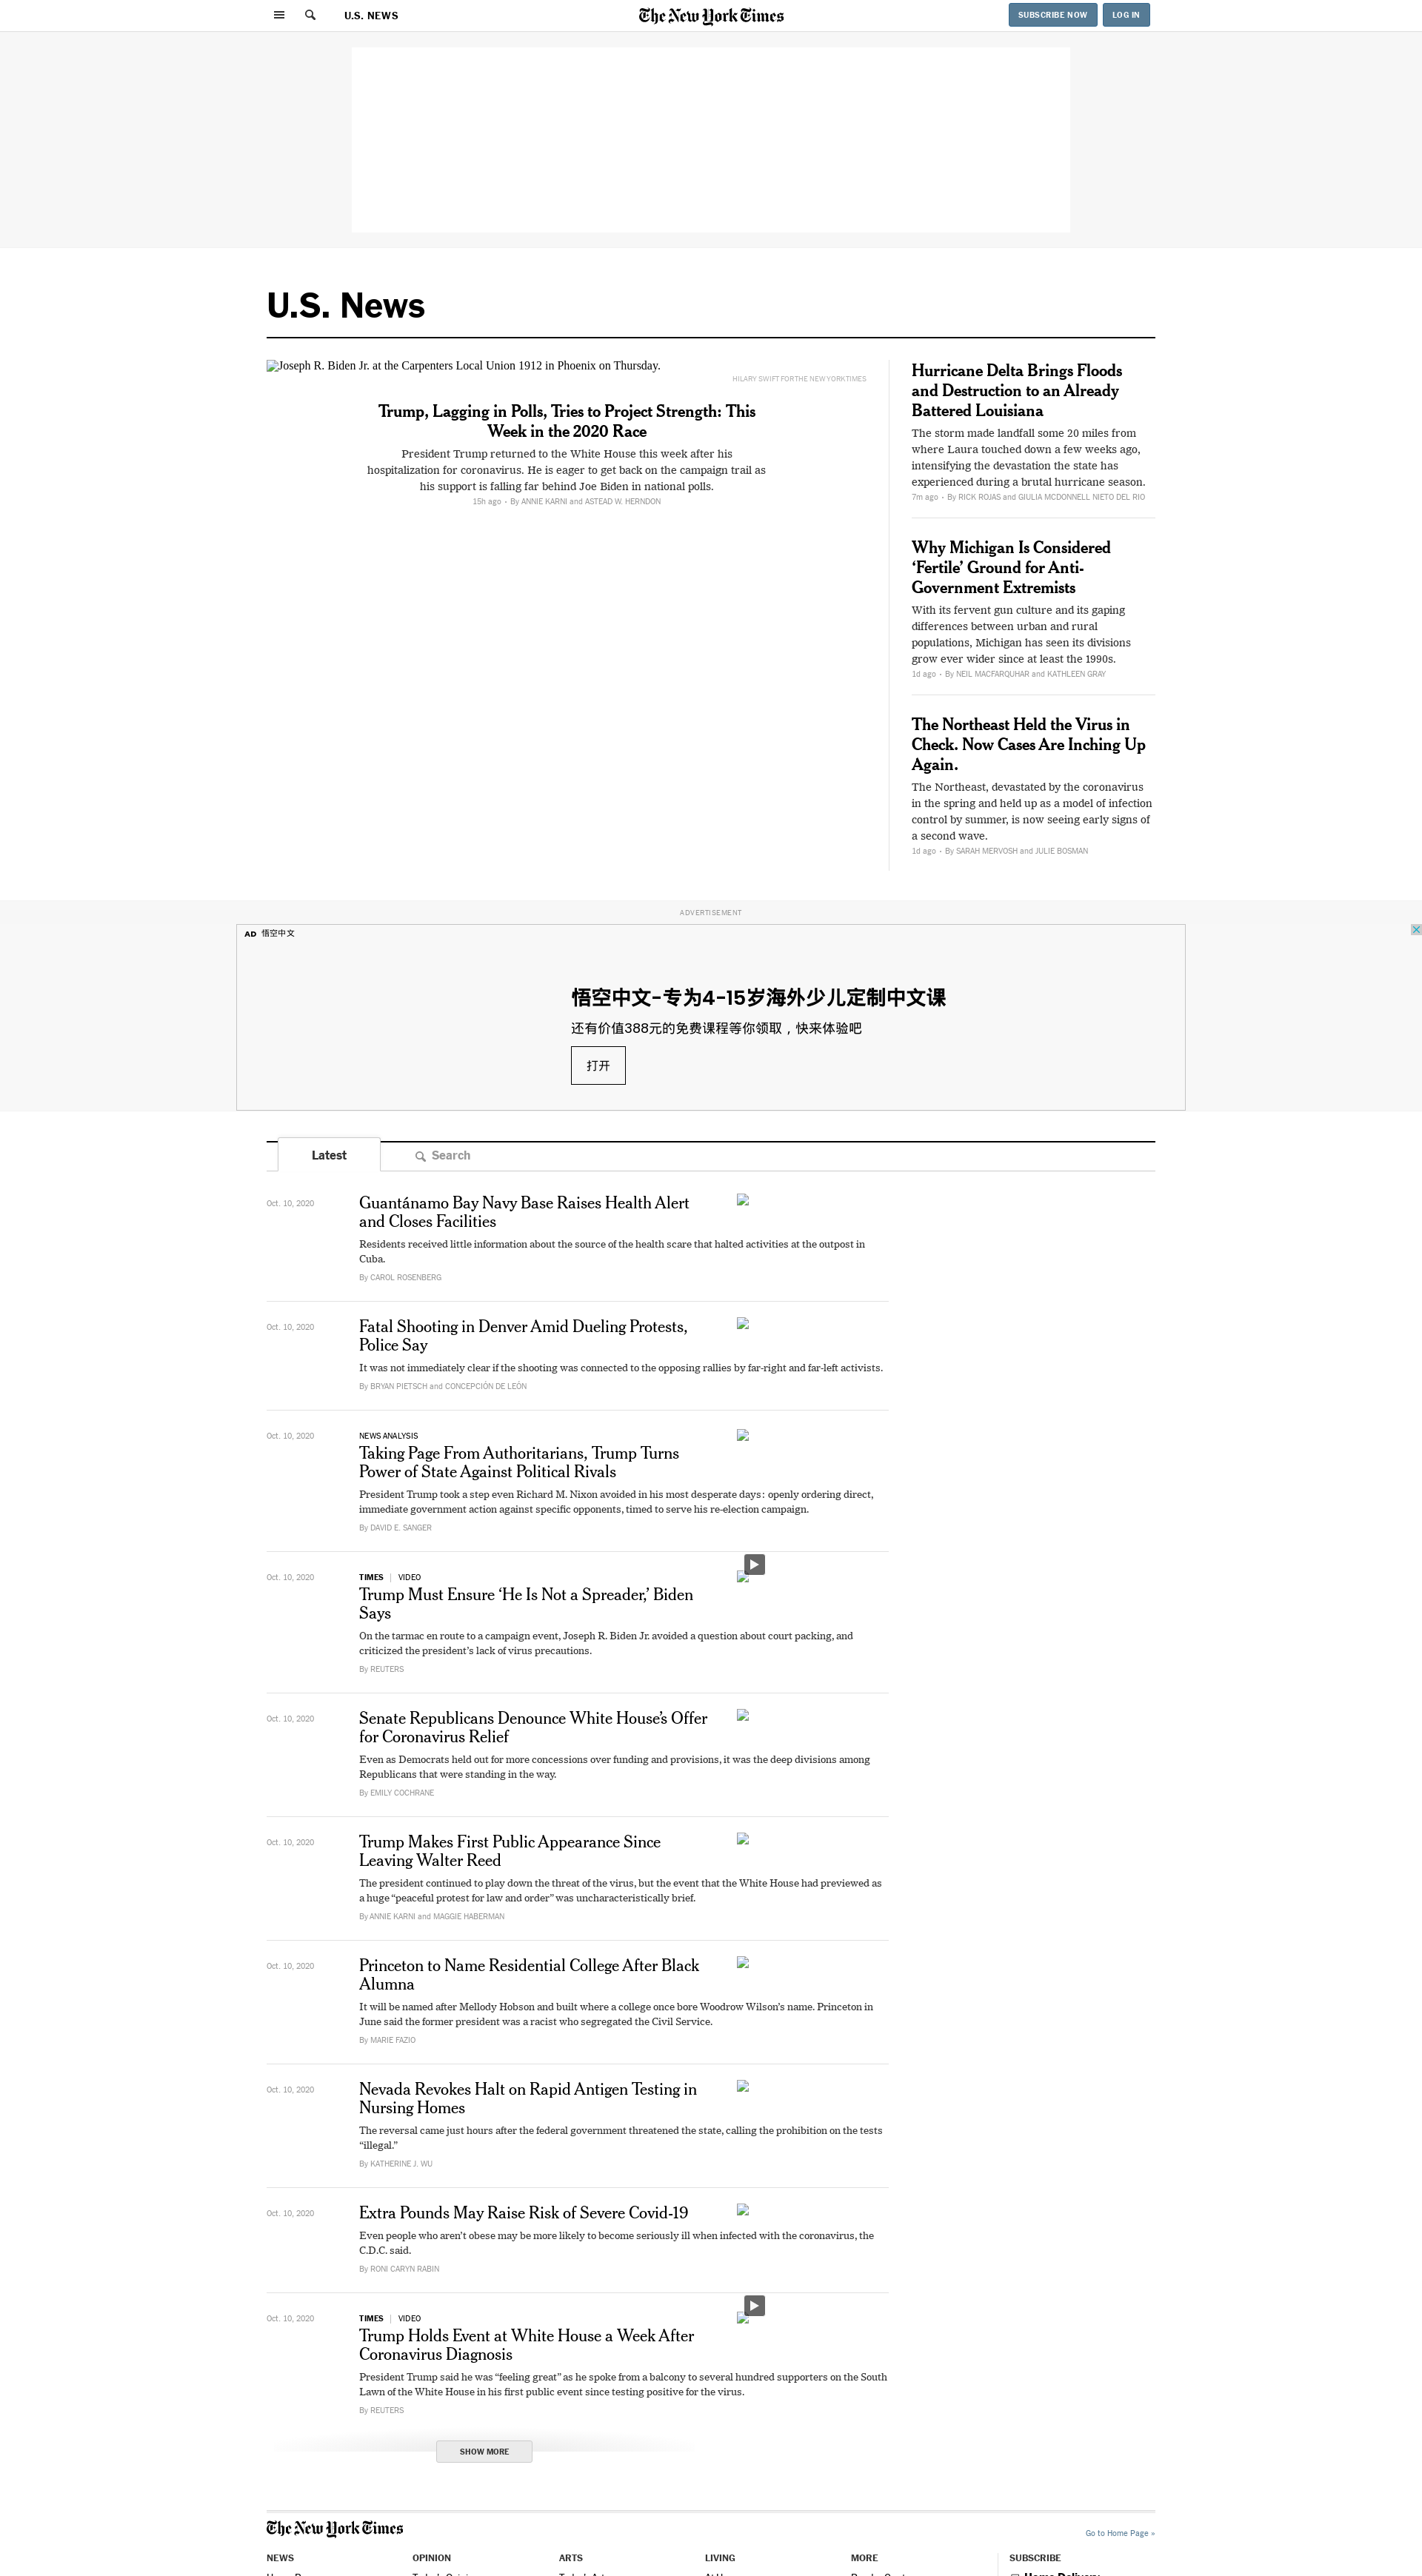 U.S. NEWS
The New York Times
SUBSCRIBE NOW
LOG IN
U.S. News
Joseph R. Biden Jr. at the Carpenters Local Union 1912 in Phoenix on Thursday.
HILARY SWIFT FOR THE NEW YORK TIMES
Trump, Lagging in Polls, Tries to Project Strength: This
Week in the 2020 Race
President Trump returned to the White House this week after his
hospitalization for coronavirus. He is eager to get back on the campaign trail as
his support is falling far behind Joe Biden in national polls.
15h ago · By ANNIE KARNI and ASTEAD W. HERNDON
Hurricane Delta Brings Floods
and Destruction to an Already
Battered Louisiana
The storm made landfall some 20 miles from
where Laura touched down a few weeks ago,
intensifying the devastation the state has
experienced during a brutal hurricane season.
7m ago · By RICK ROJAS and GIULIA MCDONNELL NIETO DEL RIO
Why Michigan Is Considered
‘Fertile’ Ground for Anti-
Government Extremists
With its fervent gun culture and its gaping
differences between urban and rural
populations, Michigan has seen its divisions
grow ever wider since at least the 1990s.
1d ago · By NEIL MACFARQUHAR and KATHLEEN GRAY
The Northeast Held the Virus in
Check. Now Cases Are Inching Up
Again.
The Northeast, devastated by the coronavirus
in the spring and held up as a model of infection
control by summer, is now seeing early signs of
a second wave.
1d ago · By SARAH MERVOSH and JULIE BOSMAN
ADVERTISEMENT
AD 悟空中文
悟空中文-专为4-15岁海外少儿定制中文课
还有价值388元的免费课程等你领取，快来体验吧
打开
Latest
Search
Oct. 10, 2020
Guantánamo Bay Navy Base Raises Health Alert
and Closes Facilities
Residents received little information about the source of the health scare that halted activities at the outpost in
Cuba.
By CAROL ROSENBERG
Oct. 10, 2020
Fatal Shooting in Denver Amid Dueling Protests,
Police Say
It was not immediately clear if the shooting was connected to the opposing rallies by far-right and far-left activists.
By BRYAN PIETSCH and CONCEPCIÓN DE LEÓN
Oct. 10, 2020
NEWS ANALYSIS
Taking Page From Authoritarians, Trump Turns
Power of State Against Political Rivals
President Trump took a step even Richard M. Nixon avoided in his most desperate days: openly ordering direct,
immediate government action against specific opponents, timed to serve his re-election campaign.
By DAVID E. SANGER
Oct. 10, 2020
TIMES | VIDEO
Trump Must Ensure ‘He Is Not a Spreader,’ Biden
Says
On the tarmac en route to a campaign event, Joseph R. Biden Jr. avoided a question about court packing, and
criticized the president’s lack of virus precautions.
By REUTERS
Oct. 10, 2020
Senate Republicans Denounce White House’s Offer
for Coronavirus Relief
Even as Democrats held out for more concessions over funding and provisions, it was the deep divisions among
Republicans that were standing in the way.
By EMILY COCHRANE
Oct. 10, 2020
Trump Makes First Public Appearance Since
Leaving Walter Reed
The president continued to play down the threat of the virus, but the event that the White House had previewed as
a huge “peaceful protest for law and order” was uncharacteristically brief.
By ANNIE KARNI and MAGGIE HABERMAN
Oct. 10, 2020
Princeton to Name Residential College After Black
Alumna
It will be named after Mellody Hobson and built where a college once bore Woodrow Wilson’s name. Princeton in
June said the former president was a racist who segregated the Civil Service.
By MARIE FAZIO
Oct. 10, 2020
Nevada Revokes Halt on Rapid Antigen Testing in
Nursing Homes
The reversal came just hours after the federal government threatened the state, calling the prohibition on the tests
“illegal.”
By KATHERINE J. WU
Oct. 10, 2020
Extra Pounds May Raise Risk of Severe Covid-19
Even people who aren’t obese may be more likely to become seriously ill when infected with the coronavirus, the
C.D.C. said.
By RONI CARYN RABIN
Oct. 10, 2020
TIMES | VIDEO
Trump Holds Event at White House a Week After
Coronavirus Diagnosis
President Trump said he was “feeling great” as he spoke from a balcony to several hundred supporters on the South
Lawn of the White House in his first public event since testing positive for the virus.
By REUTERS
SHOW MORE
The New York Times
Go to Home Page »
NEWS
OPINION
ARTS
LIVING
MORE
SUBSCRIBE